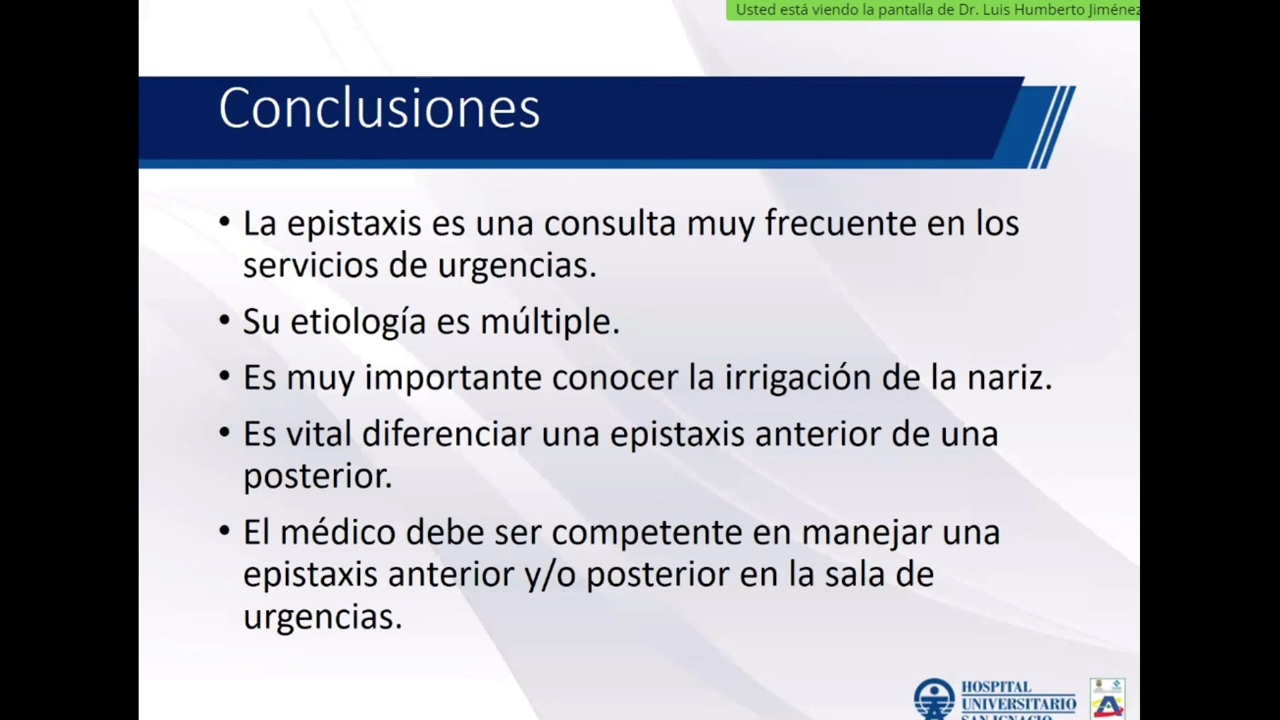 Usted está viendo la pantalla de Dr. Luis Humberto Jiménez
Conclusiones
• La epistaxis es una consulta muy frecuente en los
servicios de urgencias.
• Su etiología es múltiple.
• Es muy importante conocer la irrigación de la nariz.
• Es vital diferenciar una epistaxis anterior de una
posterior.
• El médico debe ser competente en manejar una
epistaxis anterior y/o posterior en la sala de
urgencias.
HOSPITAL
UNIVERSITARIO
SAN IGNACIO